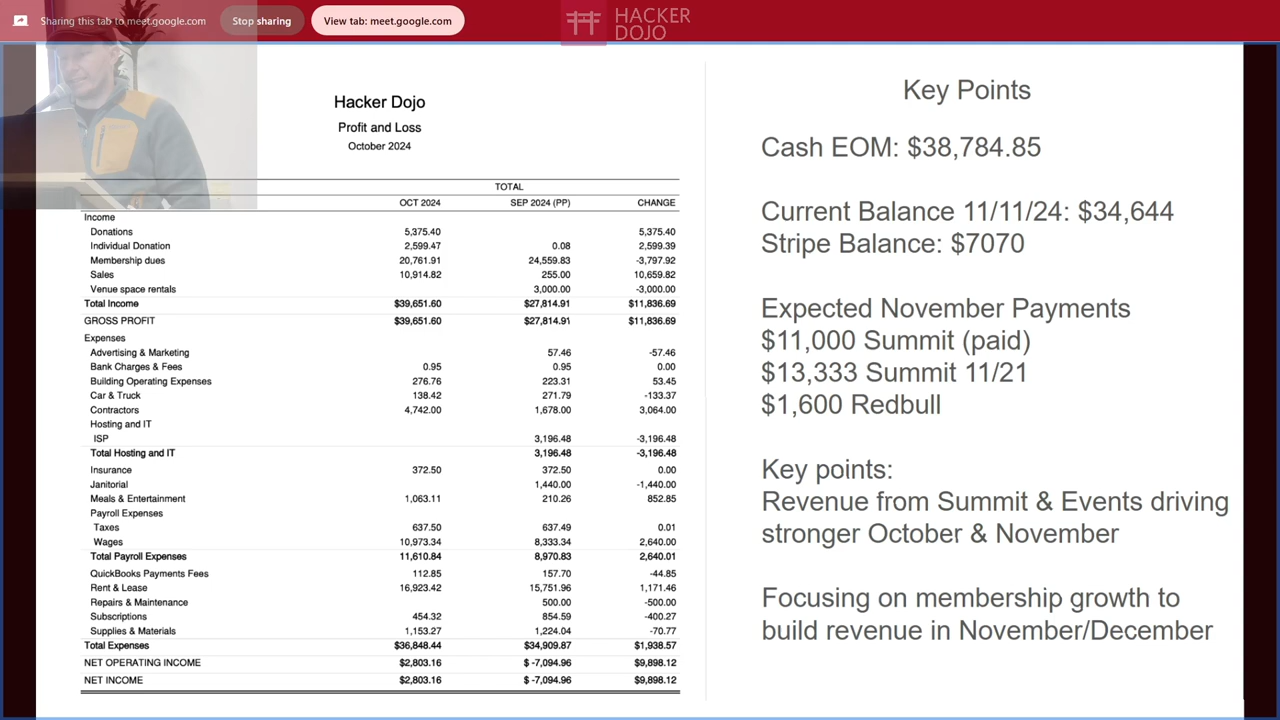 Sharing this tab to meet.google.com Stop sharing View tab: meet.google.com
HACKER
DOJO
Hacker Dojo
Profit and Loss
October 2024
TOTAL
OCT 2024 SEP 2024 (PP) CHANGE
Income
Donations 5,375.40 5,375.40
Individual Donation 2,599.47 0.08 2,599.39
Membership dues 20,761.91 24,559.83 -3,797.92
Sales 10,914.82 255.00 10,659.82
Venue space rentals 3,000.00 -3,000.00
Total Income $39,651.60 $27,814.91 $11,836.69
GROSS PROFIT $39,651.60 $27,814.91 $11,836.69
Expenses
Advertising & Marketing 57.46 -57.46
Bank Charges & Fees 0.95 0.95 0.00
Building Operating Expenses 276.76 223.31 53.45
Car & Truck 138.42 271.79 -133.37
Contractors 4,742.00 1,678.00 3,064.00
Hosting and IT
ISP 3,196.48 -3,196.48
Total Hosting and IT 3,196.48 -3,196.48
Insurance 372.50 372.50 0.00
Janitorial 1,440.00 -1,440.00
Meals & Entertainment 1,063.11 210.26 852.85
Payroll Expenses
Taxes 637.50 637.49 0.01
Wages 10,973.34 8,333.34 2,640.00
Total Payroll Expenses 11,610.84 8,970.83 2,640.01
QuickBooks Payments Fees 112.85 157.70 -44.85
Rent & Lease 16,923.42 15,751.96 1,171.46
Repairs & Maintenance 500.00 -500.00
Subscriptions 454.32 854.59 -400.27
Supplies & Materials 1,153.27 1,224.04 -70.77
Total Expenses $36,848.44 $34,909.87 $1,938.57
NET OPERATING INCOME $2,803.16 $ -7,094.96 $9,898.12
NET INCOME $2,803.16 $ -7,094.96 $9,898.12
Key Points
Cash EOM: $38,784.85
Current Balance 11/11/24: $34,644
Stripe Balance: $7070
Expected November Payments
$11,000 Summit (paid)
$13,333 Summit 11/21
$1,600 Redbull
Key points:
Revenue from Summit & Events driving
stronger October & November
Focusing on membership growth to
build revenue in November/December